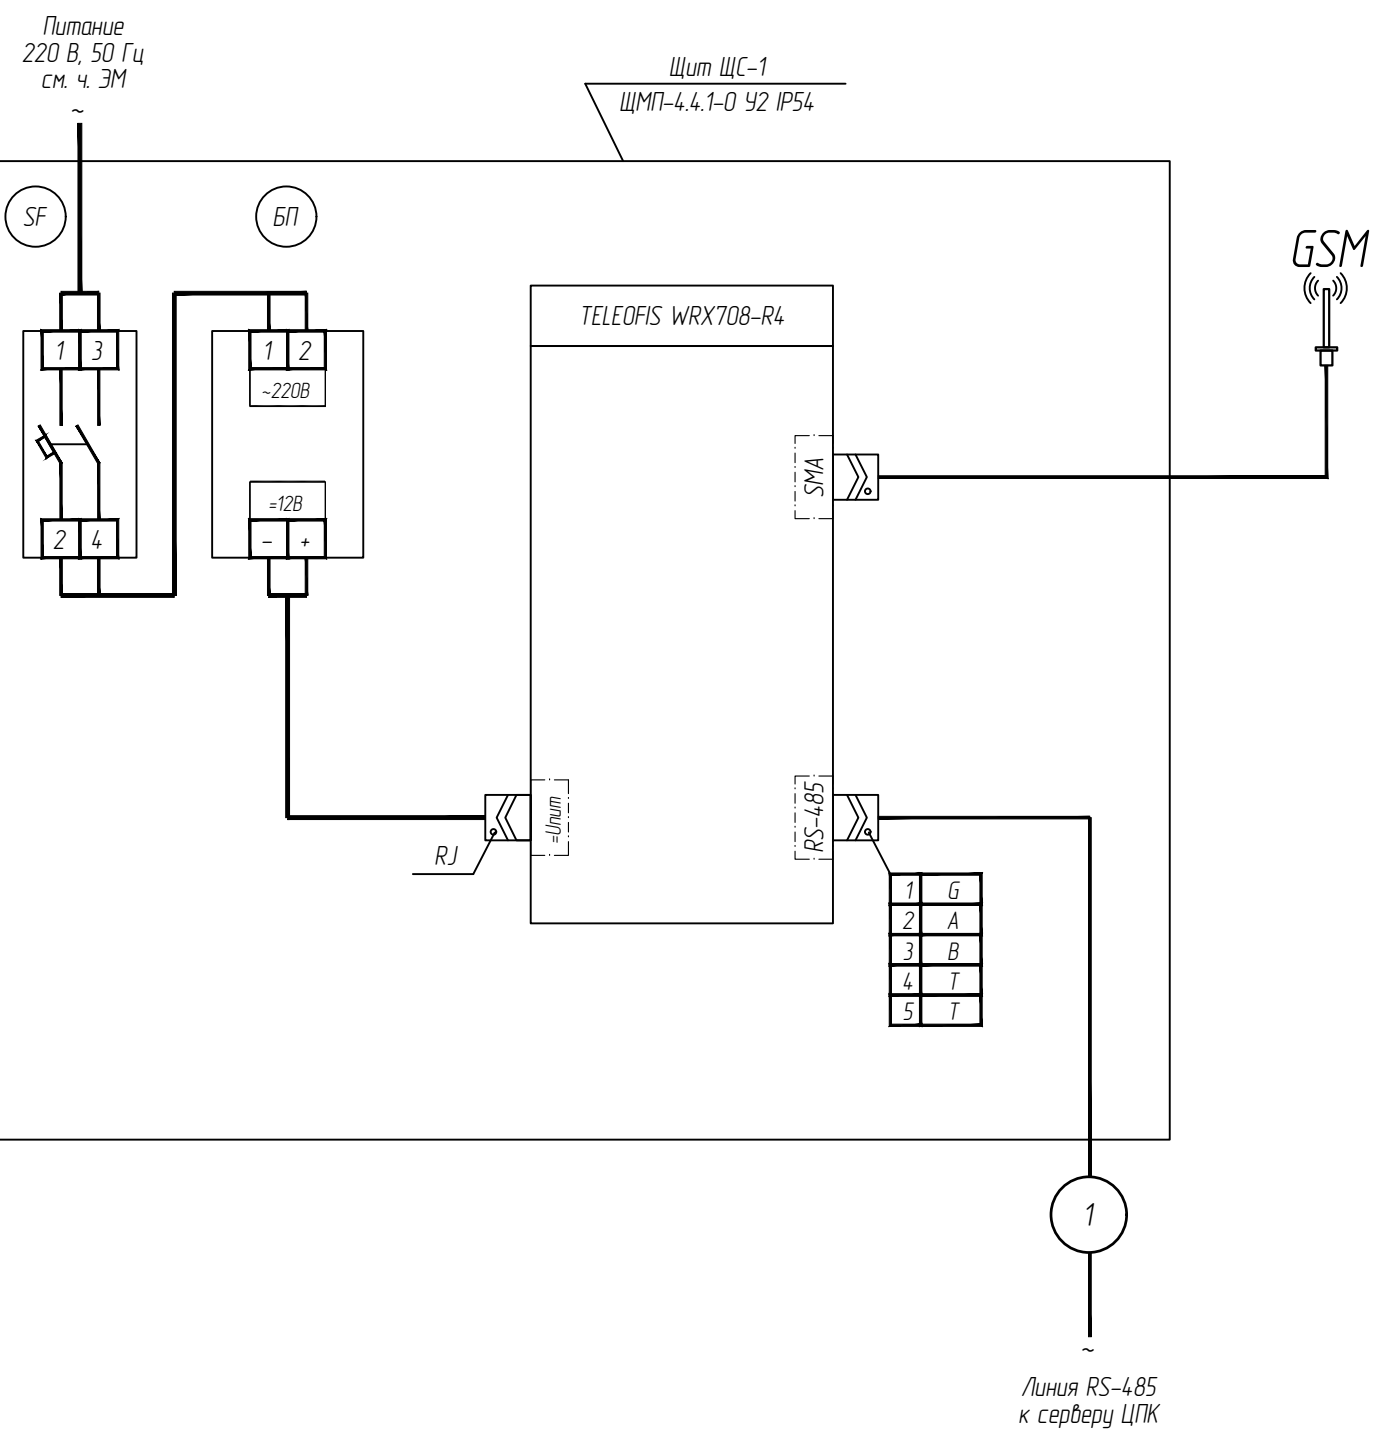 Питание
220 В, 50 Гц
см. ч. ЭМ
~
Щит ЩС-1
ЩМП-4.4.1-0 У2 IP54
SF
БП
GSM
TELEOFIS WRX708-R4
1 3
1 2
~220В
SMA
=12В
2 4
- +
=Uпит
RS-485
RJ
1 G
2 A
3 B
4 T
5 T
1
~
Линия RS-485
к серверу ЦПК